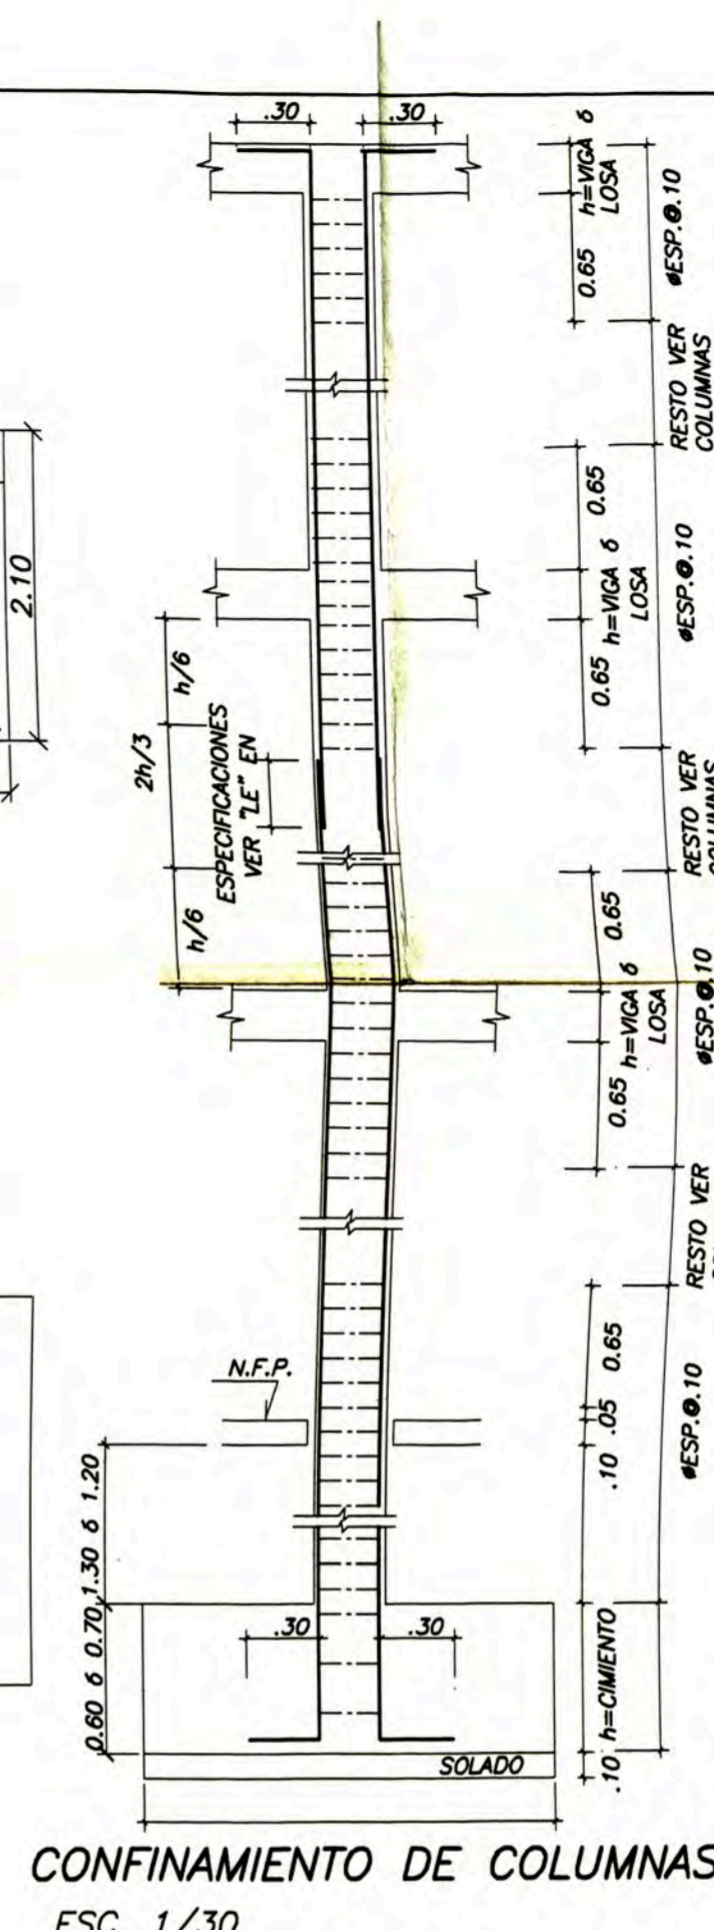 .30 .30
h=VIGA ó
LOSA
0.65
øESP.@.10
RESTO VER
COLUMNAS
0.65
2.10
h=VIGA ó
LOSA
øESP.@.10
0.65
h/6
2h/3
ESPECIFICACIONES
VER "LE" EN
RESTO VER
h/6
0.65
h=VIGA ó
LOSA
øESP.@.10
0.65
RESTO VER
0.65
N.F.P.
.05
øESP.@.10
.10
1.30 ó 1.20
.30 .30
0.60 ó 0.70
h=CIMIENTO
SOLADO
.10
CONFINAMIENTO DE COLUMNAS
ESC. 1/30